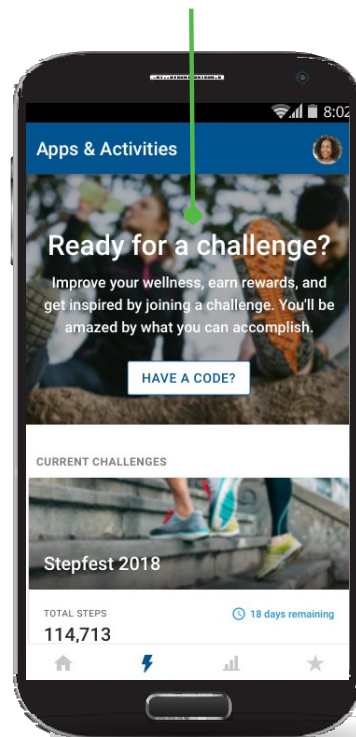 8:02
Apps & Activities
Ready for a challenge?
Improve your wellness, earn rewards, and
get inspired by joining a challenge. You'll be
amazed by what you can accomplish.
HAVE A CODE?
CURRENT CHALLENGES
Stepfest 2018
TOTAL STEPS
18 days remaining
114,713